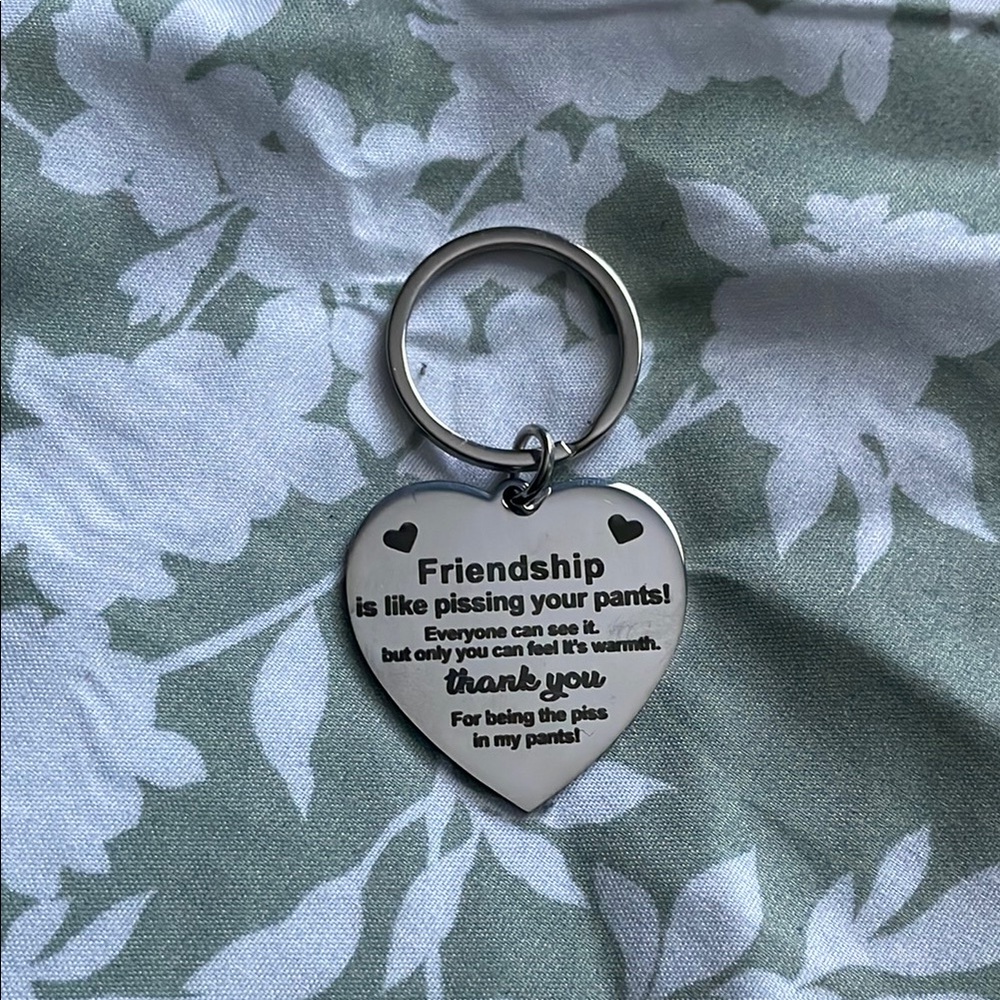 Friendship
is like pissing your pants!
Everyone can see it.
but only you can feel It's warmth.
thank you
For being the piss
in my pants!